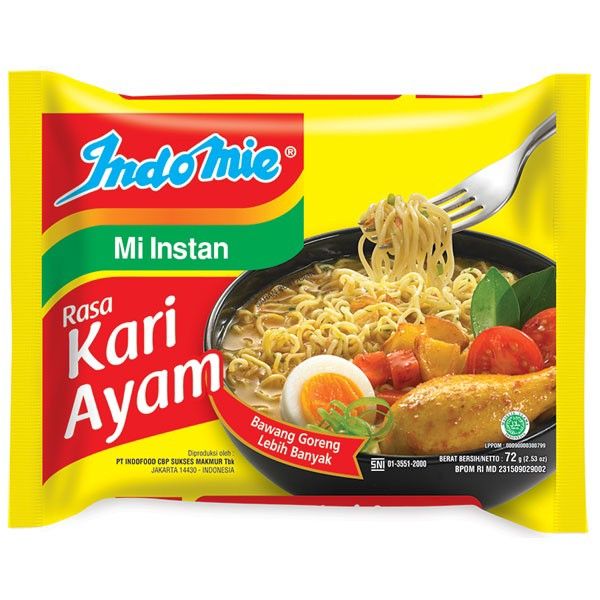 Indomie®
Mi Instan
Rasa
Kari
Ayam
Bawang Goreng
Lebih Banyak
Diproduksi oleh :
PT INDOFOOD CBP SUKSES MAKMUR Tbk
JAKARTA 14430 - INDONESIA
SNI 01-3551-2000
BERAT BERSIH/NETTO : 72 g (2.53 oz)
BPOM RI MD 231509029002